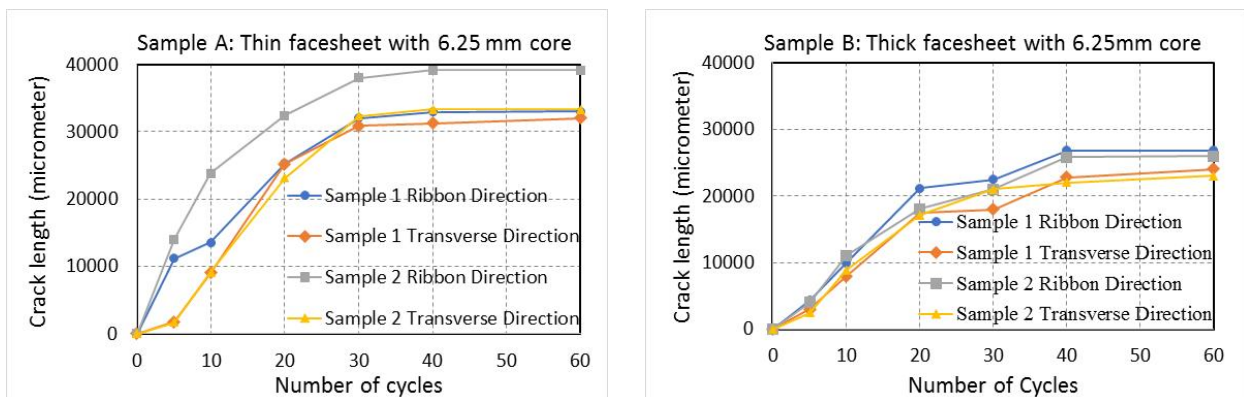 Sample A: Thin facesheet with 6.25 mm core
Crack length (micrometer)
40000
30000
20000
10000
0
Sample 1 Ribbon Direction
Sample 1 Transverse Direction
Sample 2 Ribbon Direction
Sample 2 Transverse Direction
0 10 20 30 40 50 60
Number of cycles
Sample B: Thick facesheet with 6.25mm core
Crack length (micrometer)
40000
30000
20000
10000
0
Sample 1 Ribbon Direction
Sample 1 Transverse Direction
Sample 2 Ribbon Direction
Sample 2 Transverse Direction
0 10 20 30 40 50 60
Number of Cycles